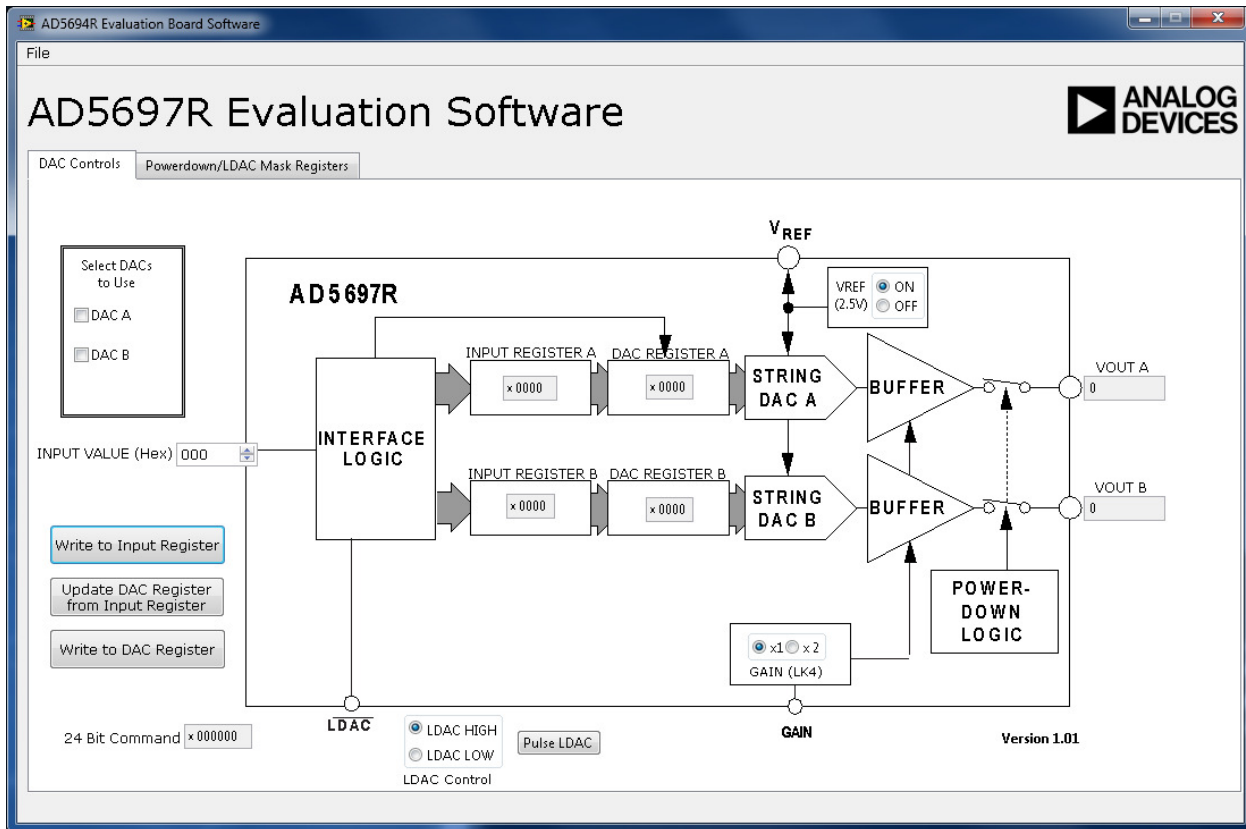 AD5694R Evaluation Board Software
File
AD5697R Evaluation Software
ANALOG
DEVICES
DAC Controls
Powerdown/LDAC Mask Registers
Select DACs
to Use
DAC A
DAC B
AD5697R
VREF
VREF
(2.5V)
ON
OFF
INPUT REGISTER A
DAC REGISTER A
x 0000
x 0000
STRING
DAC A
BUFFER
VOUT A
0
INPUT VALUE (Hex)
000
INTERFACE
LOGIC
INPUT REGISTER B
DAC REGISTER B
x 0000
x 0000
STRING
DAC B
BUFFER
VOUT B
0
Write to Input Register
Update DAC Register
from Input Register
Write to DAC Register
POWER-
DOWN
LOGIC
x1
x 2
GAIN (LK4)
24 Bit Command
x 000000
LDAC
LDAC HIGH
LDAC LOW
LDAC Control
Pulse LDAC
GAIN
Version 1.01